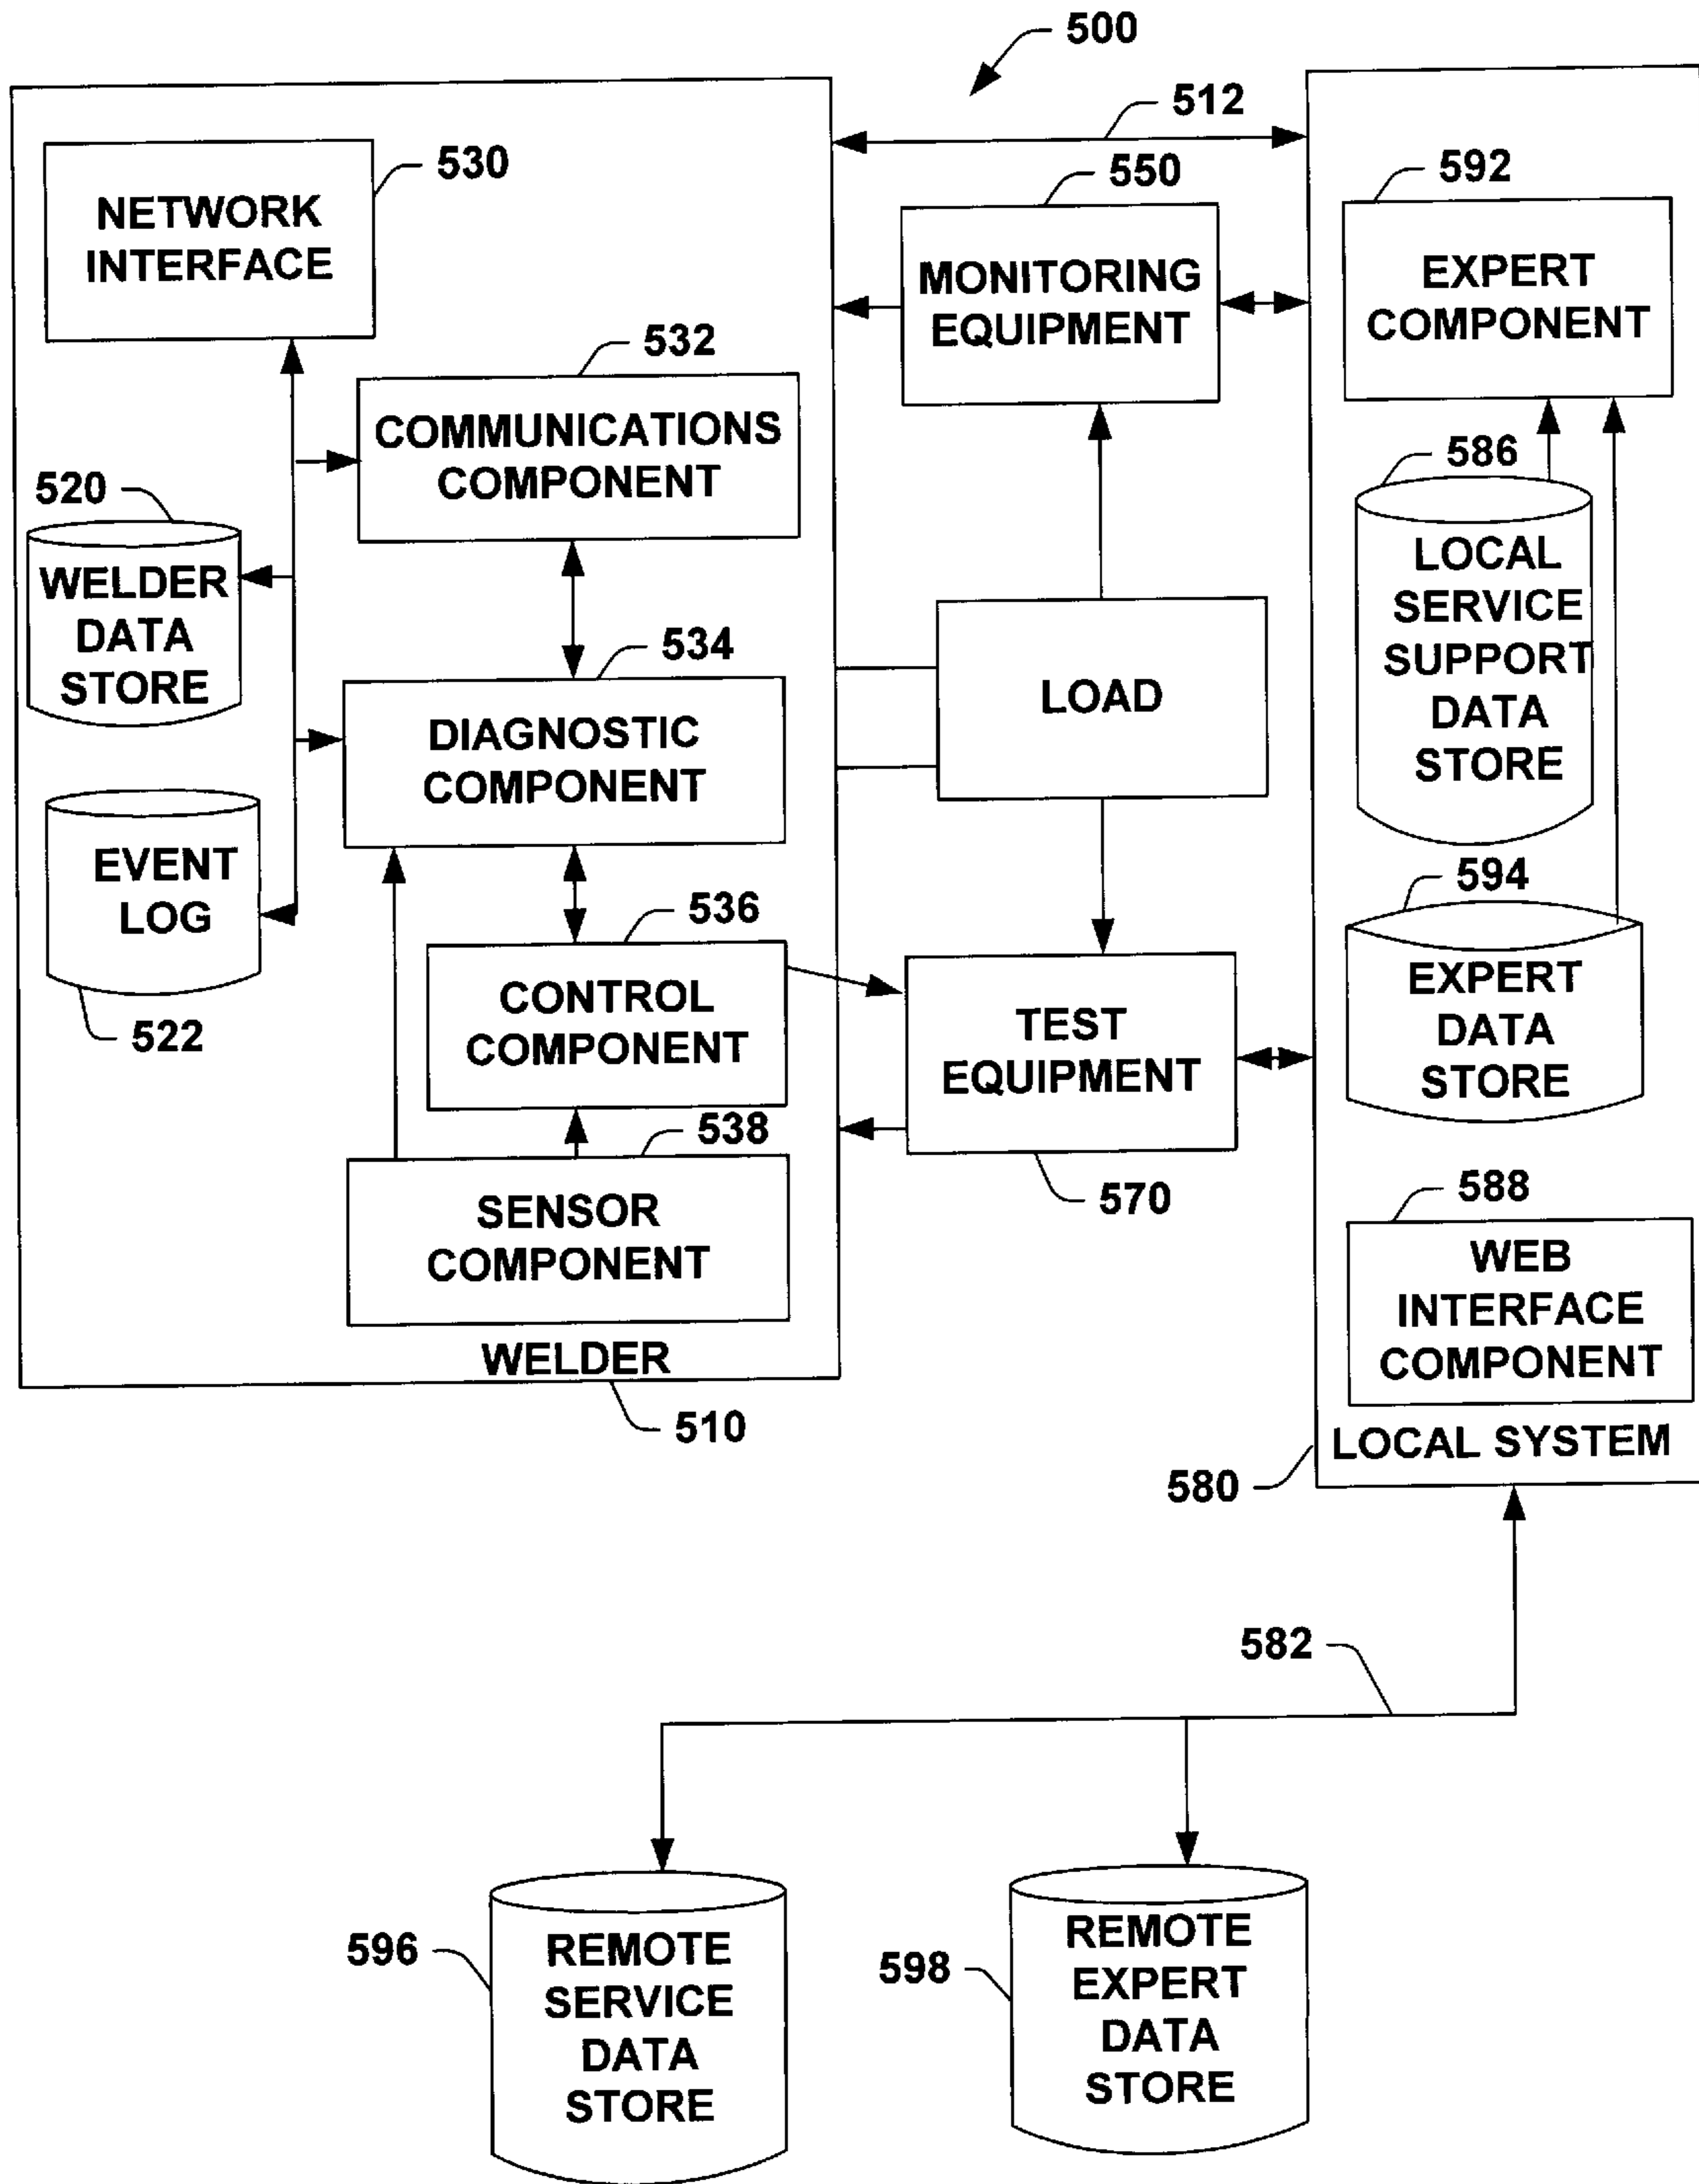 500
512
530
NETWORK
INTERFACE
550
MONITORING
EQUIPMENT
592
EXPERT
COMPONENT
532
COMMUNICATIONS
COMPONENT
520
WELDER
DATA
STORE
586
LOCAL
SERVICE
SUPPORT
DATA
STORE
534
DIAGNOSTIC
COMPONENT
LOAD
EVENT
LOG
522
536
CONTROL
COMPONENT
594
EXPERT
DATA
STORE
TEST
EQUIPMENT
570
538
SENSOR
COMPONENT
WELDER
510
588
WEB
INTERFACE
COMPONENT
LOCAL SYSTEM
580
582
596
REMOTE
SERVICE
DATA
STORE
598
REMOTE
EXPERT
DATA
STORE